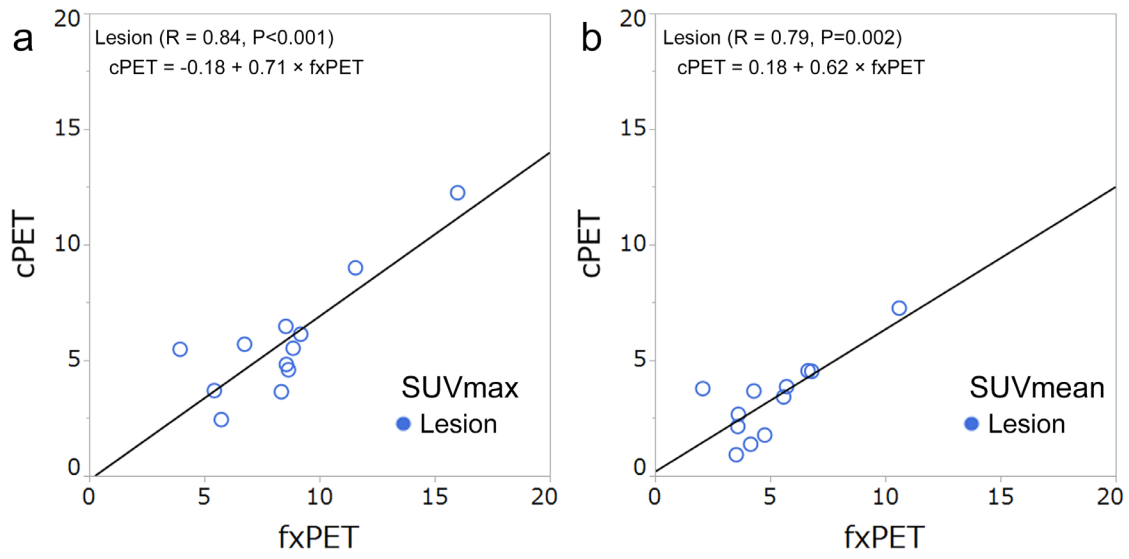 a
Lesion (R = 0.84, P<0.001)
cPET = -0.18 + 0.71 × fxPET
20
15
10
5
0
cPET
SUVmax
Lesion
0 5 10 15 20
fxPET
b
Lesion (R = 0.79, P=0.002)
cPET = 0.18 + 0.62 × fxPET
20
15
10
5
0
cPET
SUVmean
Lesion
0 5 10 15 20
fxPET